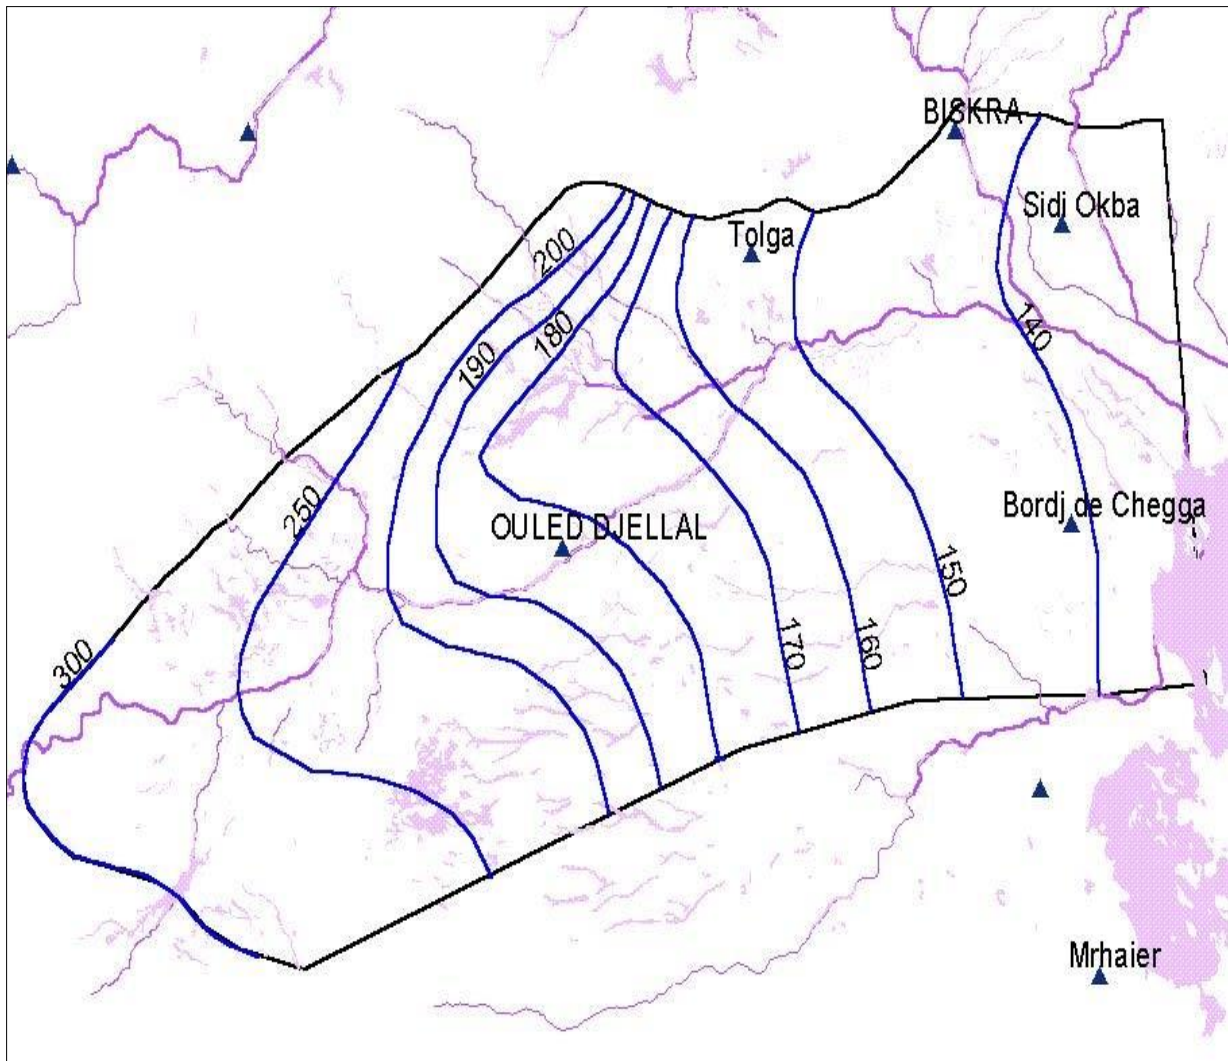 BISKRA
Sidi Okba
Tolga
200
180
140
190
250
Bordj de Chegga
OULED DJELLAL
150
170
160
300
Mrhaier